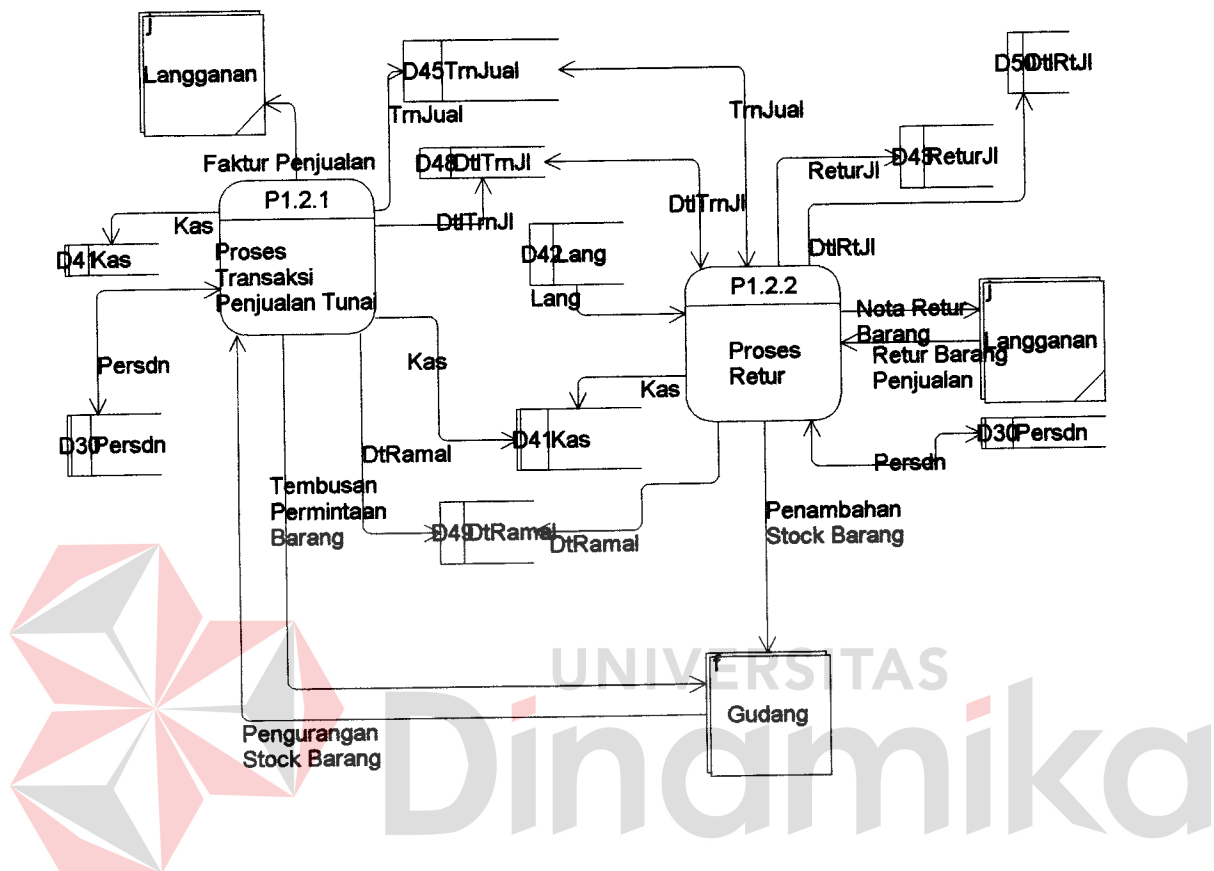 j
Langganan
D45 TrnJual
D50 DtlRtJl
TrnJual
TrnJual
Faktur Penjualan
D48 DtlTrnJl
ReturJl
D43 ReturJl
P1.2.1
Kas
DtlTrnJl
DtlTrnJl
D41 Kas
Proses
Transaksi
Penjualan Tunai
D42 Lang
DtlRtJl
Lang
P1.2.2
j
Nota Retur
Barang
Langganan
Proses
Retur
Retur Barang
Penjualan
Persdn
Kas
Kas
D30 Persdn
D41 Kas
D30 Persdn
DtRamal
Persdn
Tembusan
Permintaan
Barang
D49 DtRamal
DtRamal
Penambahan
Stock Barang
UNIVERSITAS
Dinamika
f
Gudang
Pengurangan
Stock Barang